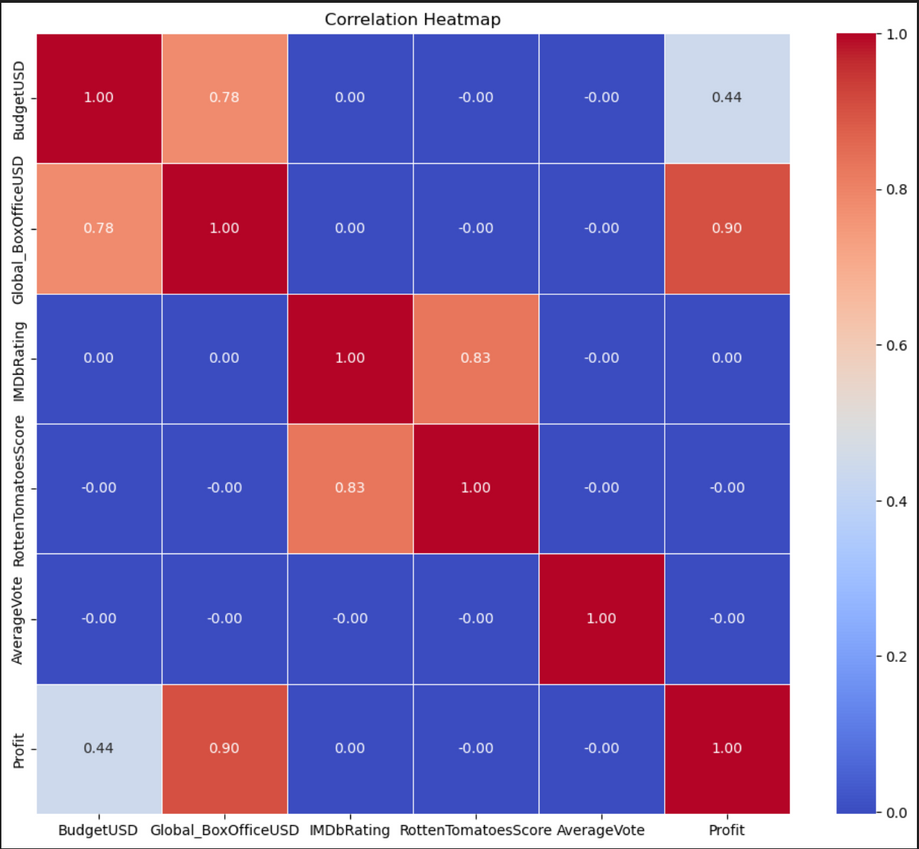 Correlation Heatmap
BudgetUSD 1.00 0.78 0.00 -0.00 -0.00 0.44
Global_BoxOfficeUSD 0.78 1.00 0.00 -0.00 -0.00 0.90
IMDbRating 0.00 0.00 1.00 0.83 -0.00 0.00
RottenTomatoesScore -0.00 -0.00 0.83 1.00 -0.00 -0.00
AverageVote -0.00 -0.00 -0.00 -0.00 1.00 -0.00
Profit 0.44 0.90 0.00 -0.00 -0.00 1.00
BudgetUSD Global_BoxOfficeUSD IMDbRating RottenTomatoesScore AverageVote Profit
1.0
0.8
0.6
0.4
0.2
0.0